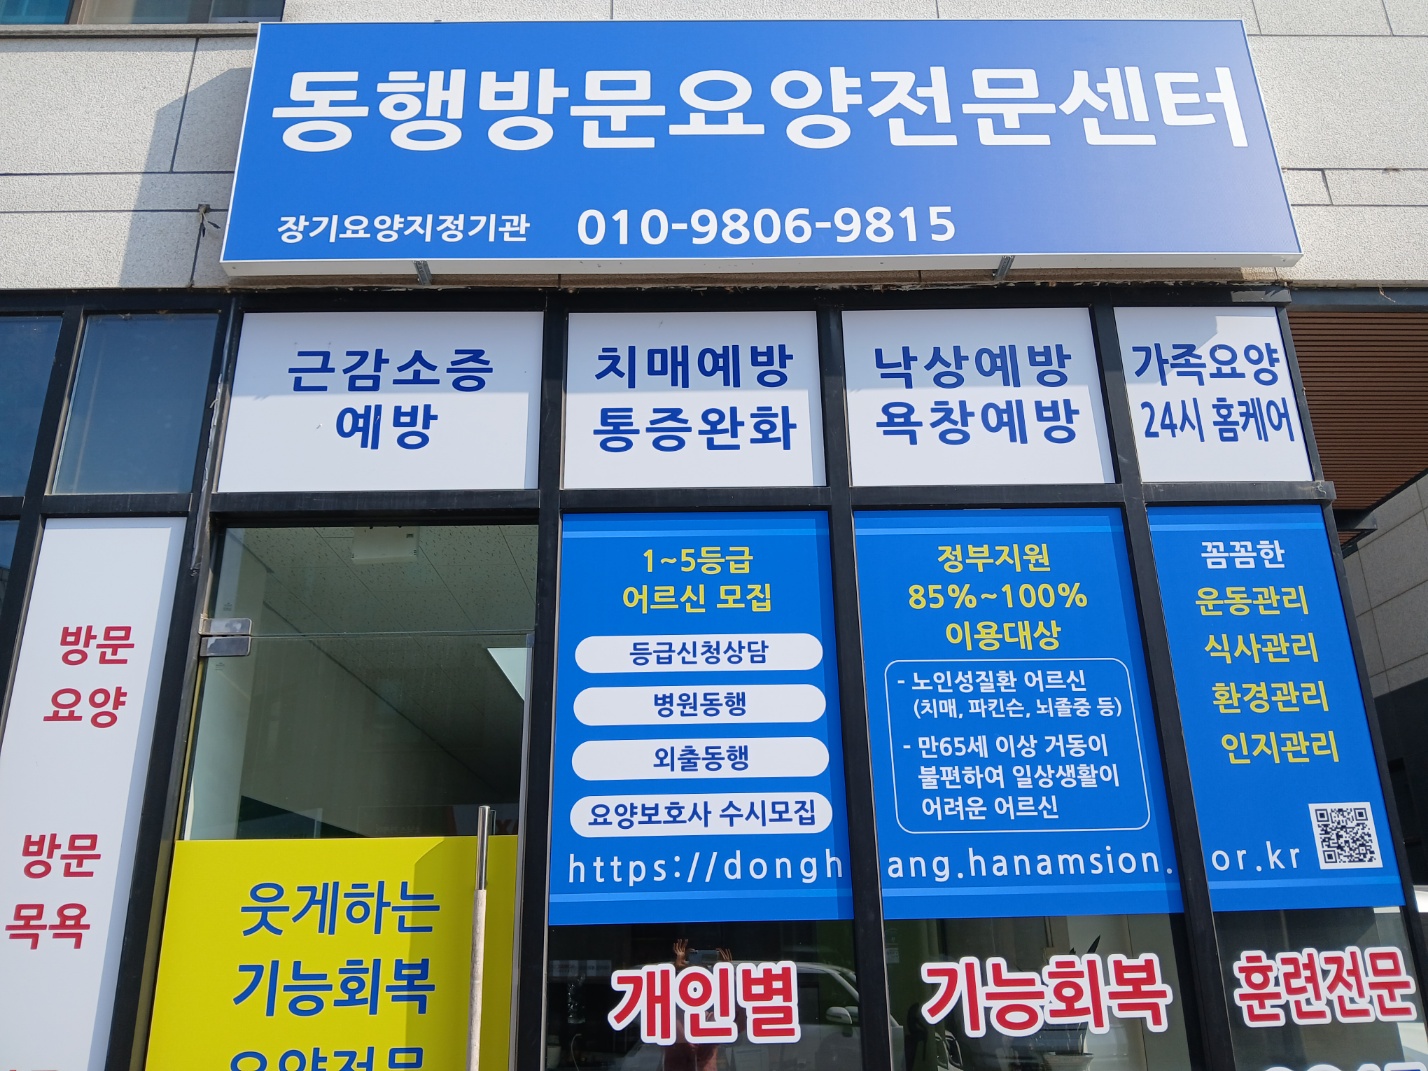 동행방문요양전문센터
장기요양지정기관 010-9806-9815
근감소증
예방
치매예방
통증완화
낙상예방
욕창예방
가족요양
24시 홈케어
방문
요양
방문
목욕
웃게하는
기능회복
요양전문
1~5등급
어르신 모집
등급신청상담
병원동행
외출동행
요양보호사 수시모집
정부지원
85%~100%
이용대상
- 노인성질환 어르신
(치매, 파킨슨, 뇌졸중 등)
- 만65세 이상 거동이
불편하여 일상생활이
어려운 어르신
꼼꼼한
운동관리
식사관리
환경관리
인지관리
https://donghang.hanamsion.or.kr
개인별 기능회복 훈련전문